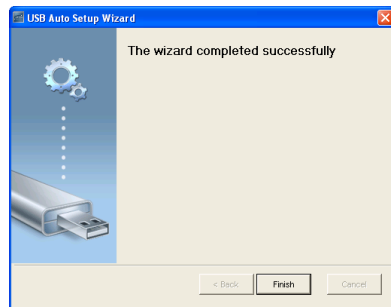 USB Auto Setup Wizard
The wizard completed successfully
< Back
Finish
Cancel